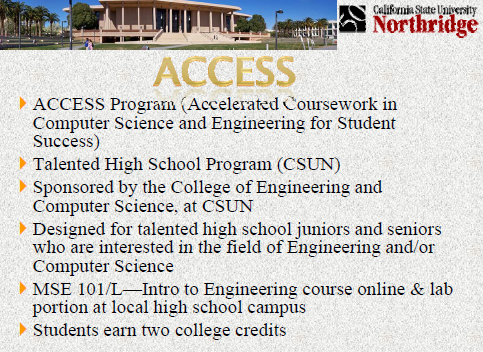 California State University
Northridge
ACCESS
ACCESS Program (Accelerated Coursework in
Computer Science and Engineering for Student
Success)
Talented High School Program (CSUN)
Sponsored by the College of Engineering and
Computer Science, at CSUN
Designed for talented high school juniors and seniors
who are interested in the field of Engineering and/or
Computer Science
MSE 101/L—Intro to Engineering course online & lab
portion at local high school campus
Students earn two college credits